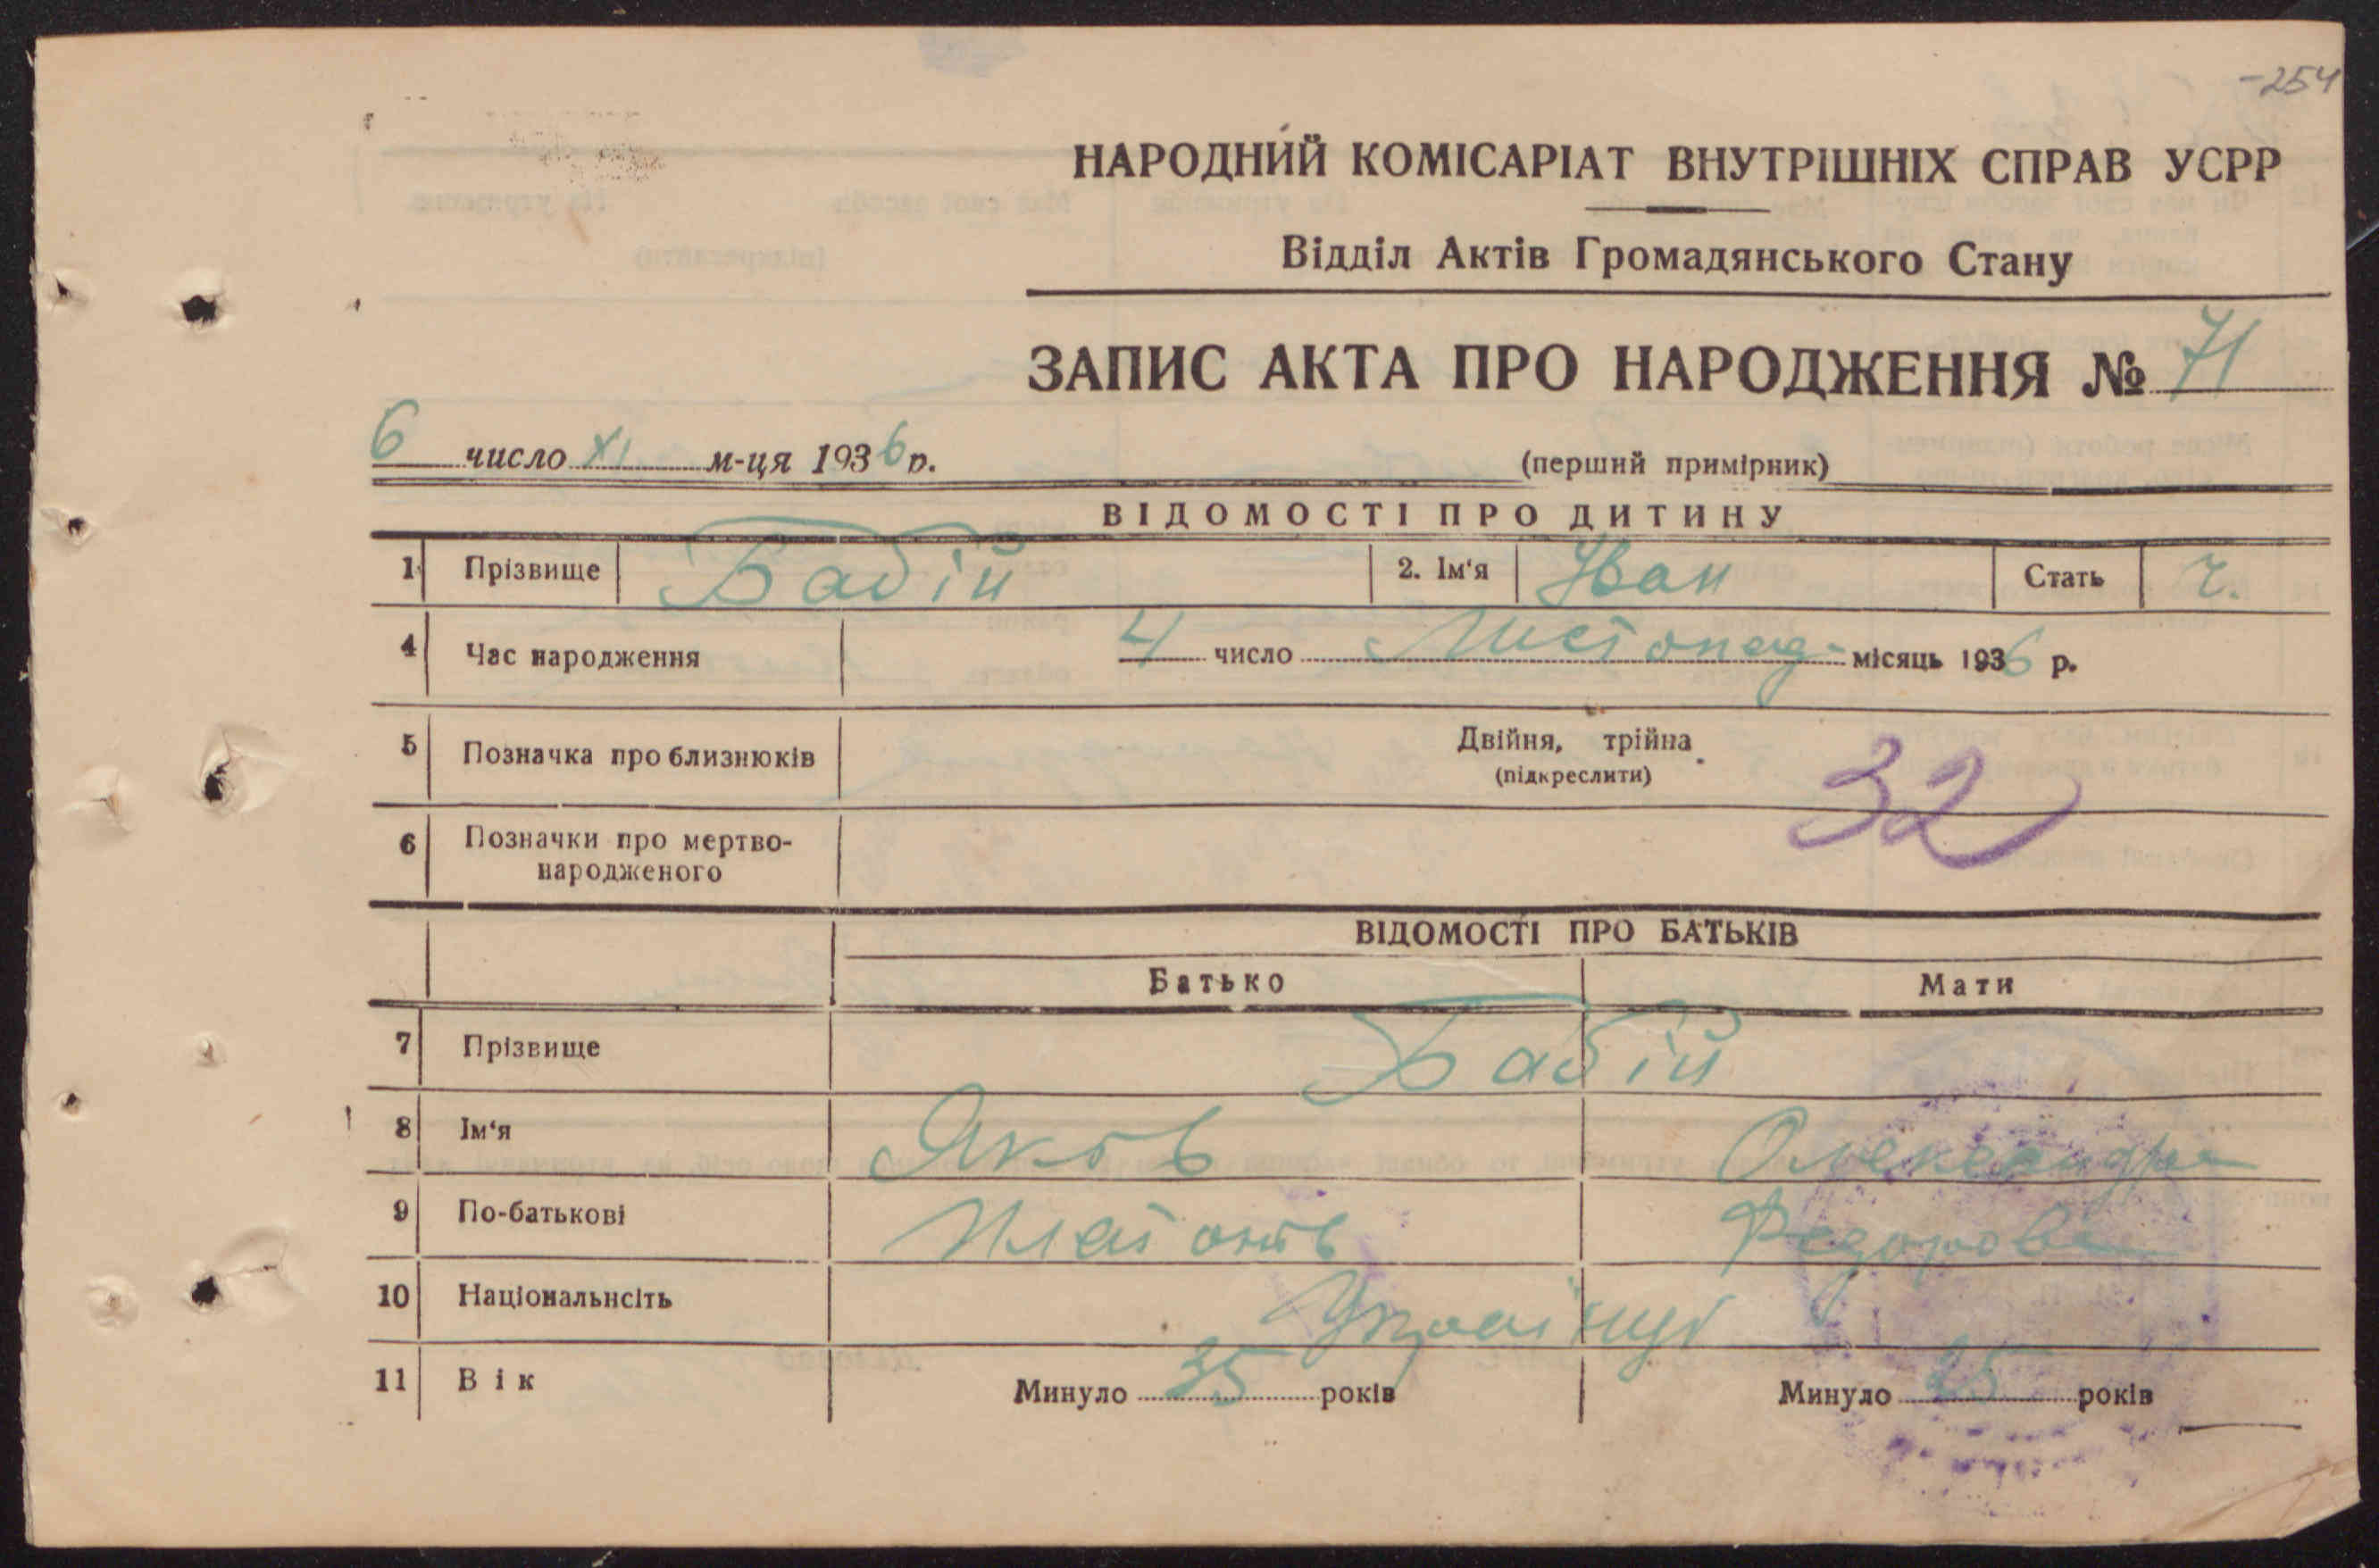 -254
НАРОДНИЙ КОМІСАРІАТ ВНУТРІШНІХ СПРАВ УСРР
Відділ Актів Громадянського Стану
ЗАПИС АКТА ПРО НАРОДЖЕННЯ № 71
6 число XI м-ця 1936 р. (перший примірник)
ВІДОМОСТІ ПРО ДИТИНУ
1 Прізвище Бабій 2. Ім'я Іван Стать ч.
4 Час народження 4 число Листопад місяць 1936 р.
5 Позначка про близнюків Двійня, трійна
(підкреслити)
32
6 Позначки про мертво-
народженого
ВІДОМОСТІ ПРО БАТЬКІВ
Батько Мати
7 Прізвище Бабій
8 Ім'я Яків Олександра
9 По-батькові Платонів Федорова
10 Національнсіть Українці
11 Вік Минуло 35 років Минуло 25 років